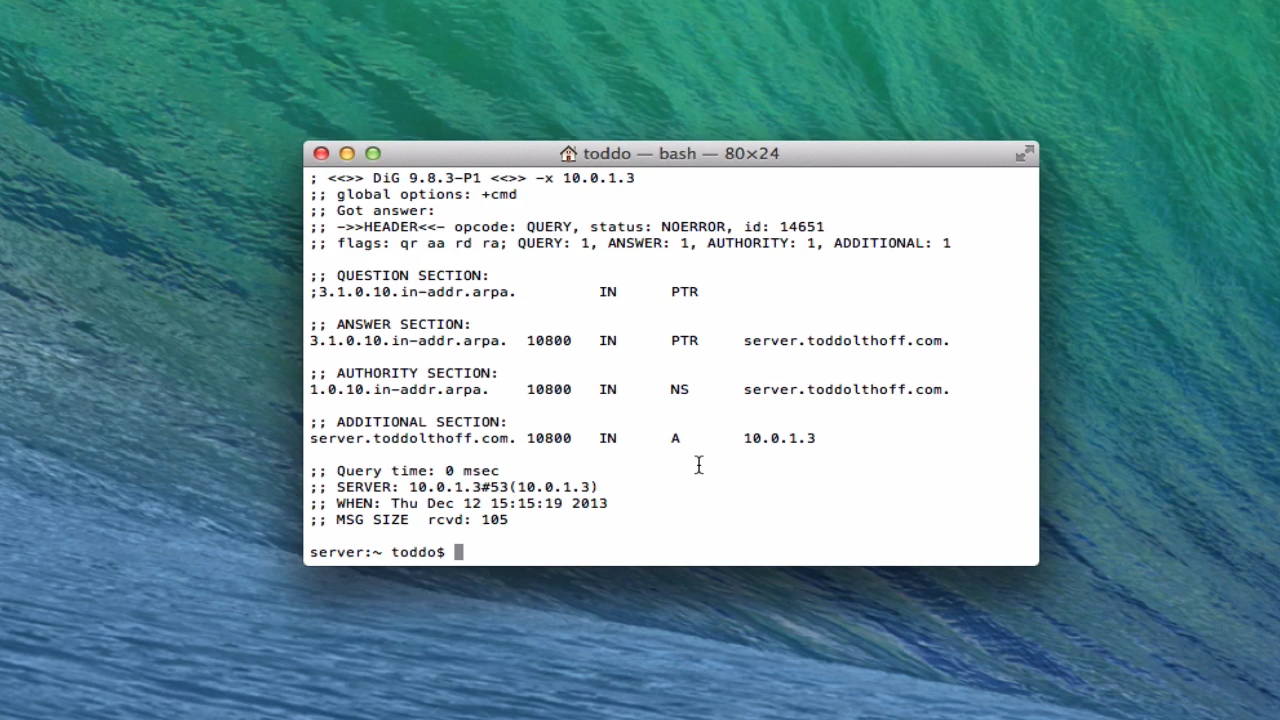 toddo — bash — 80×24
; <<>> DiG 9.8.3-P1 <<>> -x 10.0.1.3
;; global options: +cmd
;; Got answer:
;; ->>HEADER<<- opcode: QUERY, status: NOERROR, id: 14651
;; flags: qr aa rd ra; QUERY: 1, ANSWER: 1, AUTHORITY: 1, ADDITIONAL: 1
;; QUESTION SECTION:
;3.1.0.10.in-addr.arpa. IN PTR
;; ANSWER SECTION:
3.1.0.10.in-addr.arpa. 10800 IN PTR server.toddolthoff.com.
;; AUTHORITY SECTION:
1.0.10.in-addr.arpa. 10800 IN NS server.toddolthoff.com.
;; ADDITIONAL SECTION:
server.toddolthoff.com. 10800 IN A 10.0.1.3
;; Query time: 0 msec
;; SERVER: 10.0.1.3#53(10.0.1.3)
;; WHEN: Thu Dec 12 15:15:19 2013
;; MSG SIZE rcvd: 105
server:~ toddo$